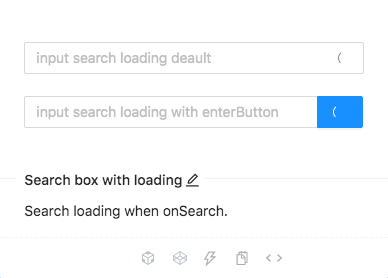 input search loading deault
input search loading with enterButton
Search box with loading
Search loading when onSearch.